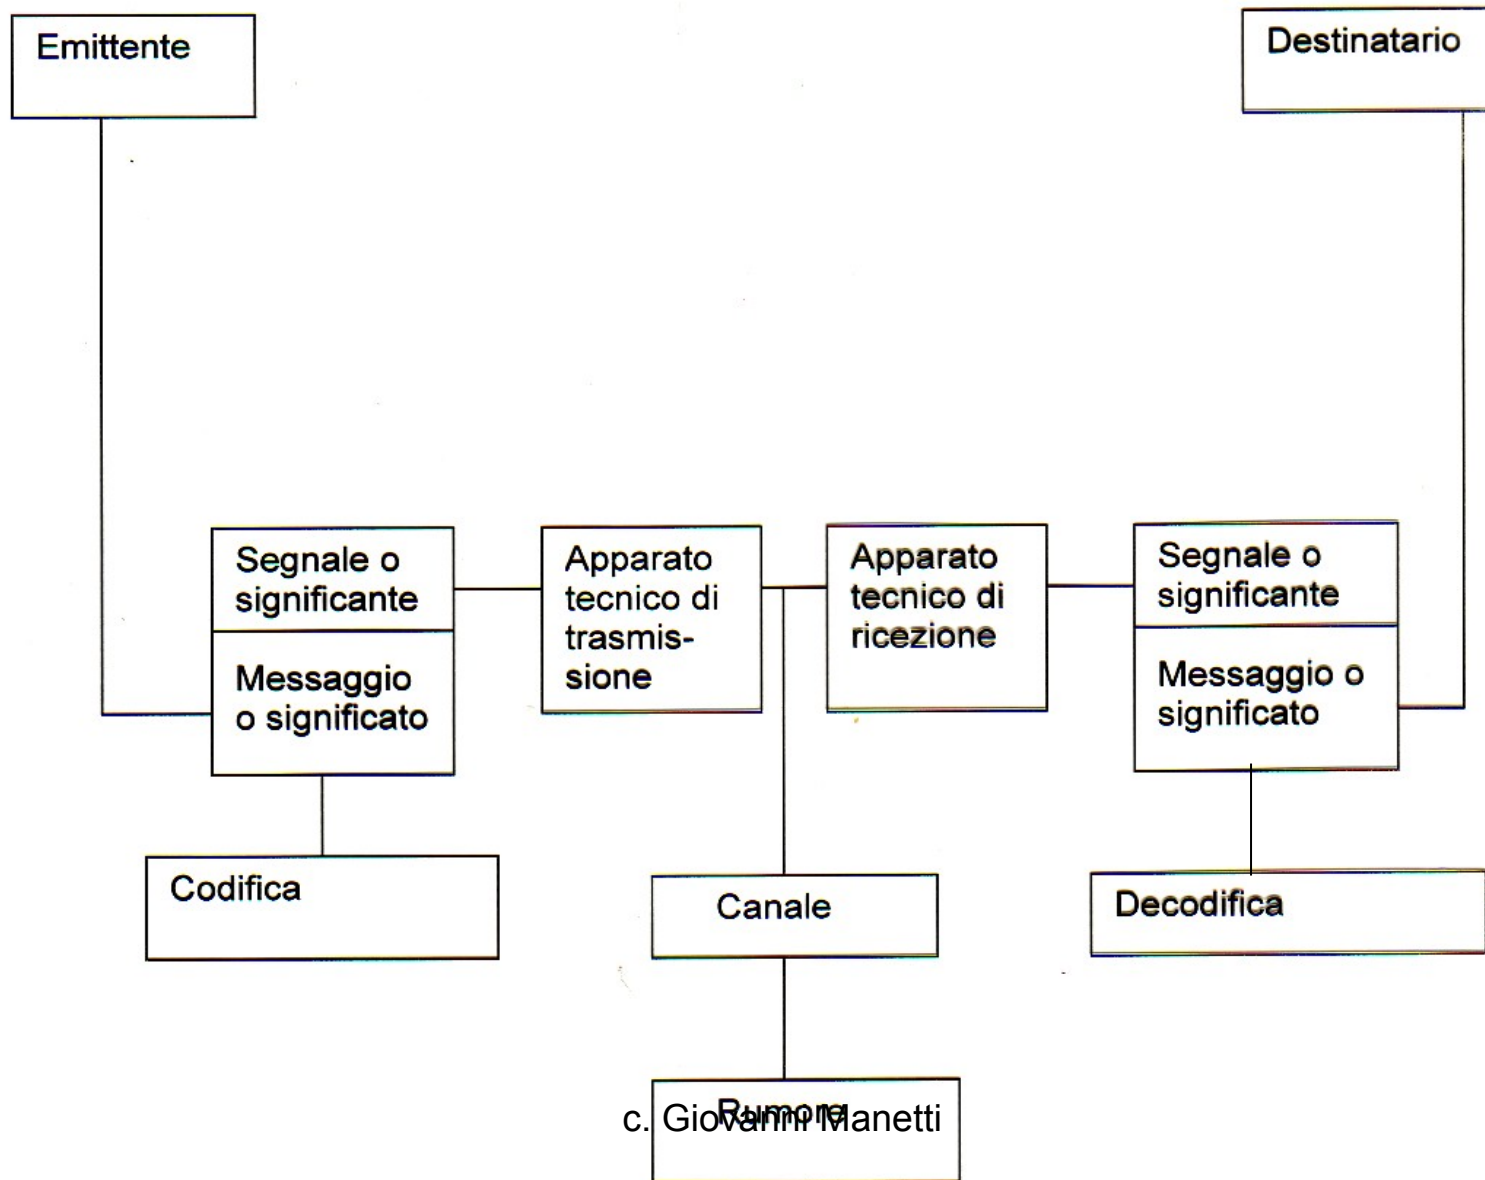 Emittente
Destinatario
Segnale o
significante
Messaggio
o significato
Apparato
tecnico di
trasmis-
sione
Apparato
tecnico di
ricezione
Segnale o
significante
Messaggio o
significato
Codifica
Canale
Decodifica
Rumore
c. Giovanni Manetti